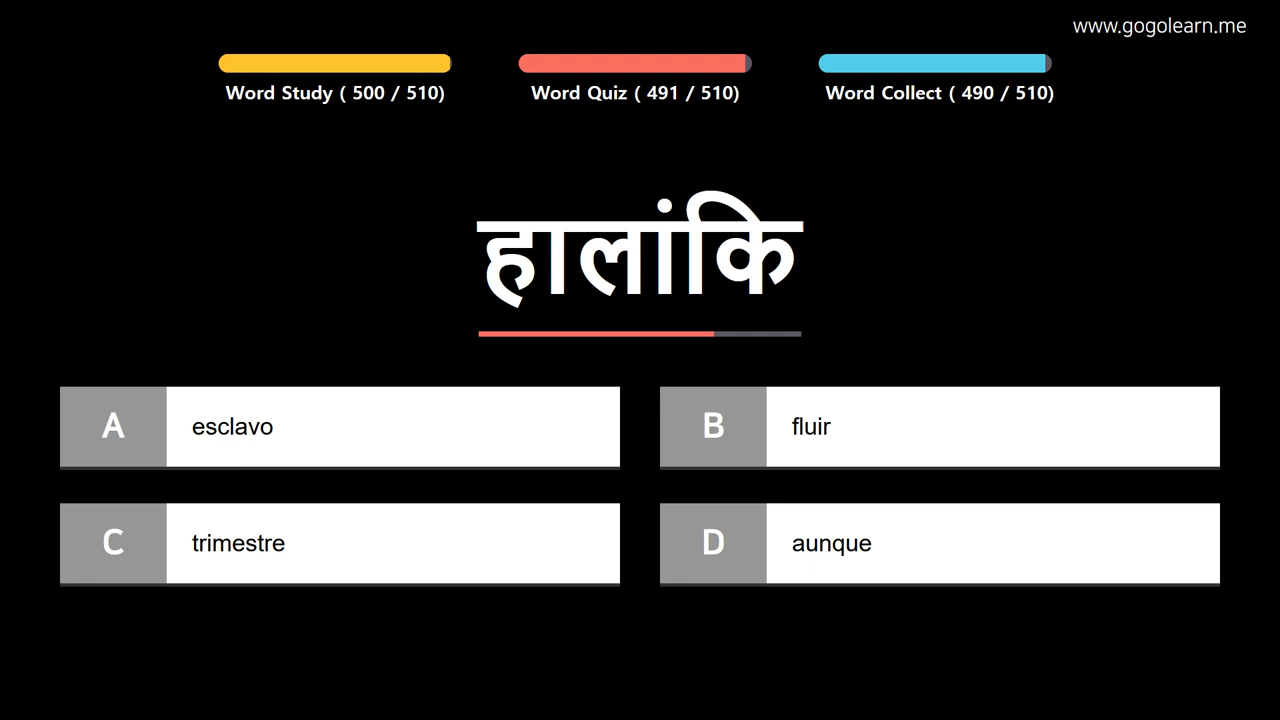 www.gogolearn.me
Word Study ( 500 / 510)
Word Quiz ( 491 / 510)
Word Collect ( 490 / 510)
हालांकि
A esclavo
B fluir
C trimestre
D aunque